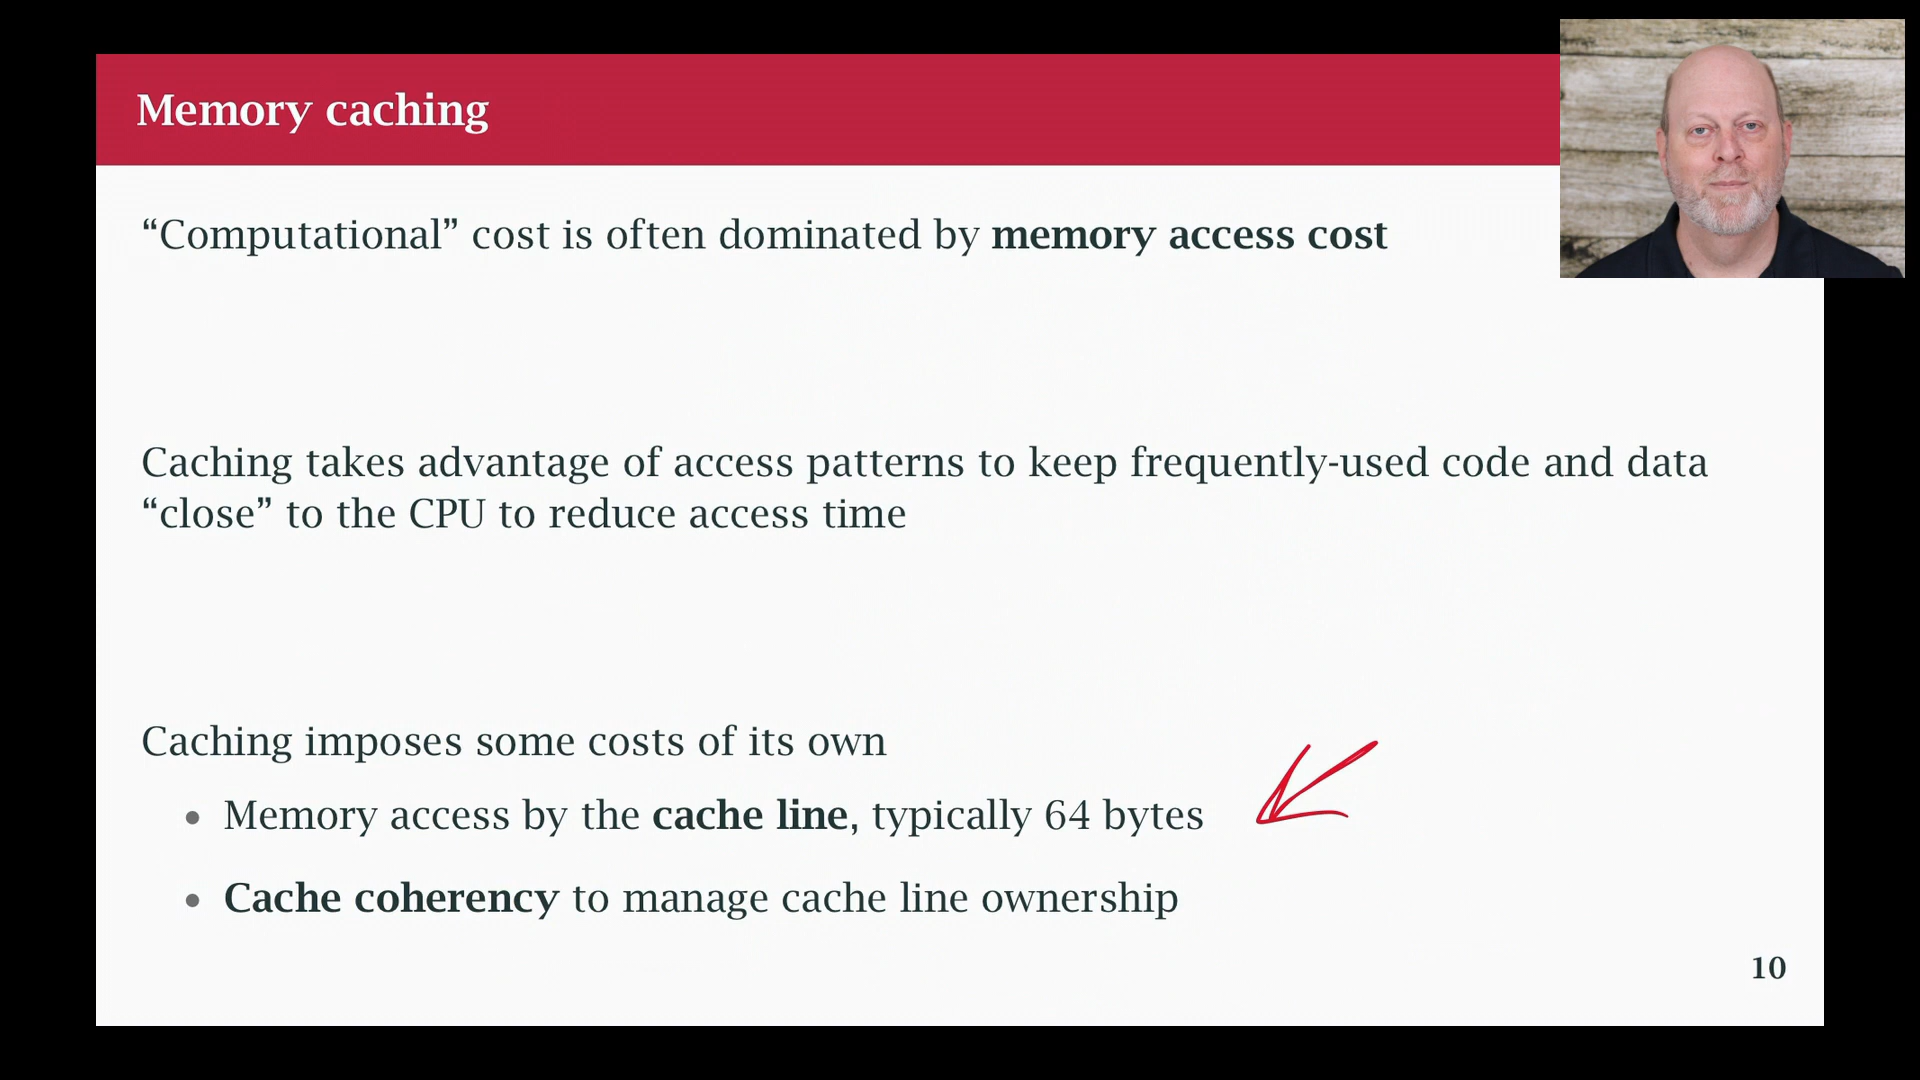 Memory caching
“Computational” cost is often dominated by memory access cost
Caching takes advantage of access patterns to keep frequently-used code and data
“close” to the CPU to reduce access time
Caching imposes some costs of its own
• Memory access by the cache line, typically 64 bytes
• Cache coherency to manage cache line ownership
10